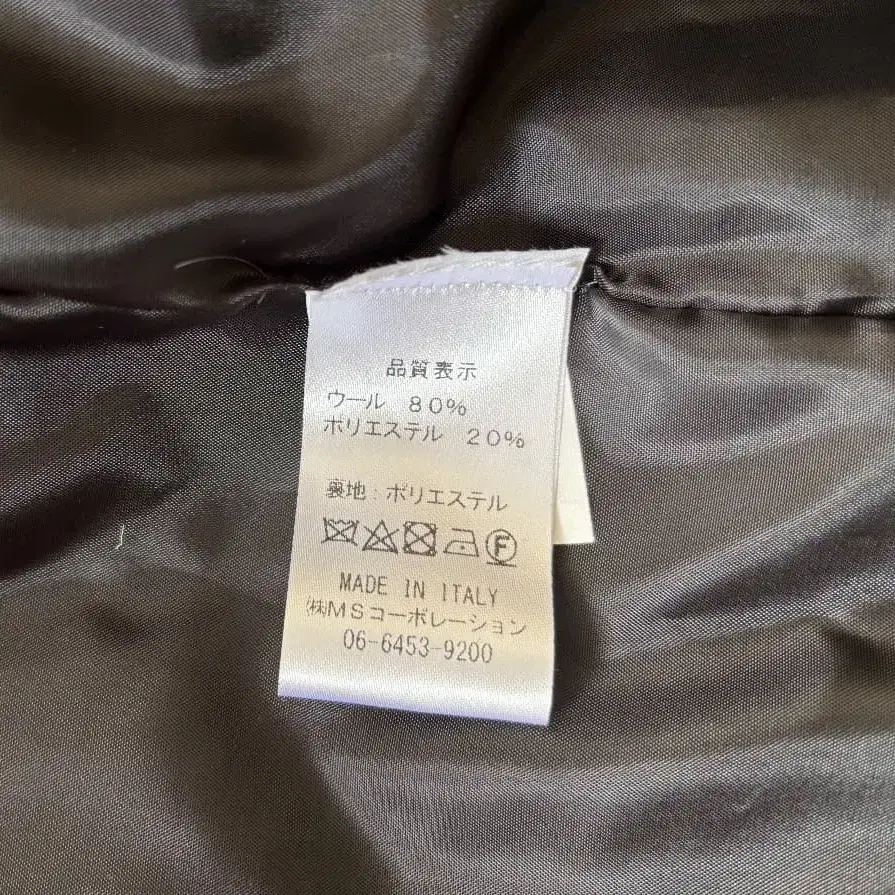 品質表示
ウール 80%
ポリエステル 20%
裏地:ポリエステル
F
MADE IN ITALY
㈱MSコーポレーション
06-6453-9200